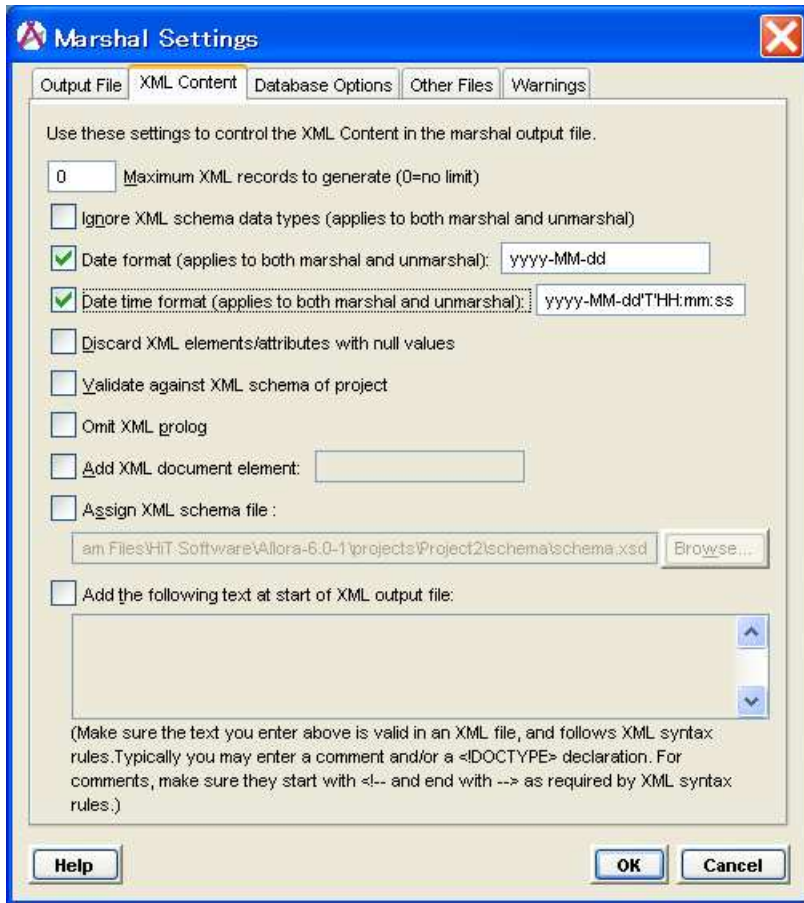 Marshal Settings
Output File XML Content Database Options Other Files Warnings
Use these settings to control the XML Content in the marshal output file.
0 Maximum XML records to generate (0=no limit)
Ignore XML schema data types (applies to both marshal and unmarshal)
Date format (applies to both marshal and unmarshal): yyyy-MM-dd
Date time format (applies to both marshal and unmarshal): yyyy-MM-dd'T'HH:mm:ss
Discard XML elements/attributes with null values
Validate against XML schema of project
Omit XML prolog
Add XML document element:
Assign XML schema file :
am Files\HiT Software\Allora-6.0-1\projects\Project2\schema\schema.xsd Browse...
Add the following text at start of XML output file:
(Make sure the text you enter above is valid in an XML file, and follows XML syntax
rules.Typically you may enter a comment and/or a <!DOCTYPE> declaration. For
comments, make sure they start with <!-- and end with --> as required by XML syntax
rules.)
Help OK Cancel